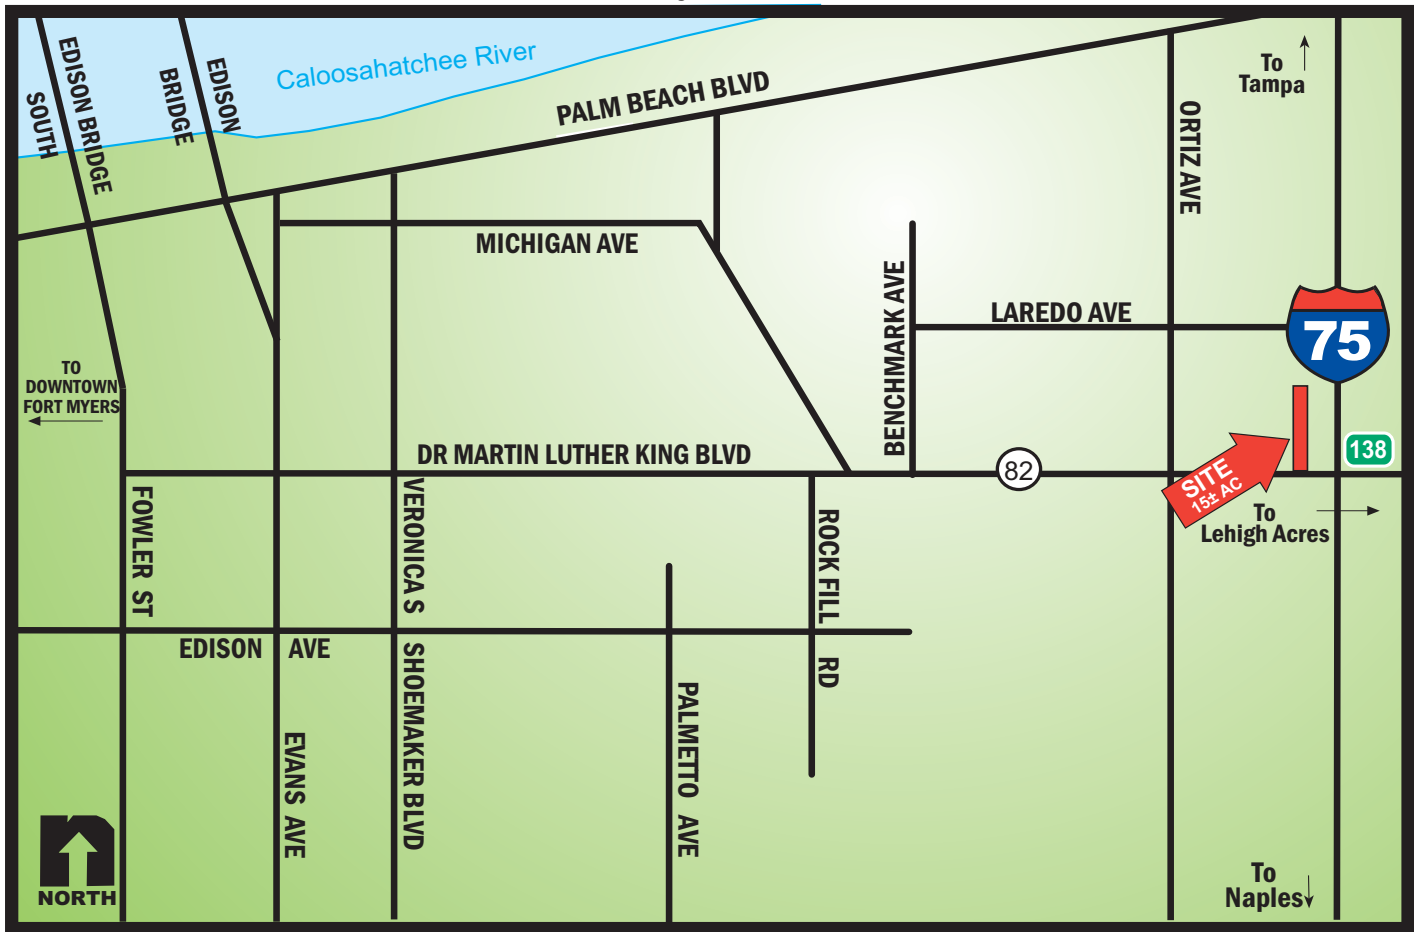 SOUTH
EDISON BRIDGE
EDISON
BRIDGE
Caloosahatchee River
PALM BEACH BLVD
ORTIZ AVE
To
Tampa
MICHIGAN AVE
BENCHMARK AVE
LAREDO AVE
75
TO
DOWNTOWN
FORT MYERS
DR MARTIN LUTHER KING BLVD
82
138
SITE
15± AC
To
Lehigh Acres
FOWLER ST
VERONICA S
SHOEMAKER BLVD
ROCK FILL
RD
EDISON AVE
EVANS AVE
PALMETTO AVE
NORTH
To
Naples